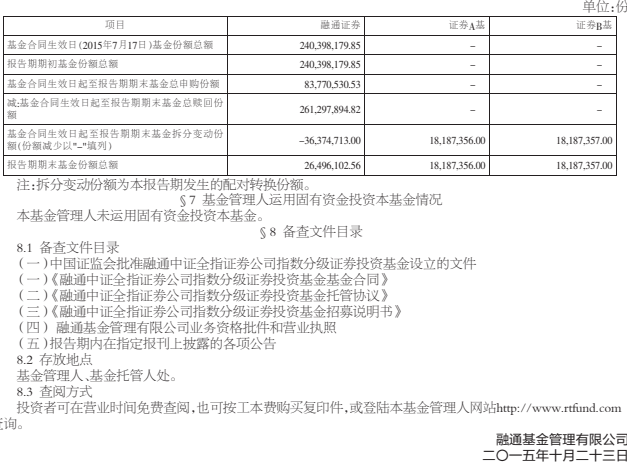 单位:份
项目 融通证券 证券A基 证券B基
基金合同生效日(2015年7月17日)基金份额总额 240,398,179.85 – –
报告期期初基金份额总额 240,398,179.85 – –
基金合同生效日起至报告期期末基金总申购份额 83,770,530.53 – –
减:基金合同生效日起至报告期期末基金总赎回份
额 261,297,894.82 – –
基金合同生效日起至报告期期末基金拆分变动份
额(份额减少以"–"填列) –36,374,713.00 18,187,356.00 18,187,357.00
报告期期末基金份额总额 26,496,102.56 18,187,356.00 18,187,357.00
注:拆分变动份额为本报告期发生的配对转换份额。
§7 基金管理人运用固有资金投资本基金情况
本基金管理人未运用固有资金投资本基金。
§8 备查文件目录
8.1 备查文件目录
(一)中国证监会批准融通中证全指证券公司指数分级证券投资基金设立的文件
(一)《融通中证全指证券公司指数分级证券投资基金基金合同》
(二)《融通中证全指证券公司指数分级证券投资基金托管协议》
(三)《融通中证全指证券公司指数分级证券投资基金招募说明书》
(四) 融通基金管理有限公司业务资格批件和营业执照
(五)报告期内在指定报刊上披露的各项公告
8.2 存放地点
基金管理人、基金托管人处。
8.3 查阅方式
投资者可在营业时间免费查阅,也可按工本费购买复印件,或登陆本基金管理人网站http://www.rtfund.com
查询。
融通基金管理有限公司
二〇一五年十月二十三日